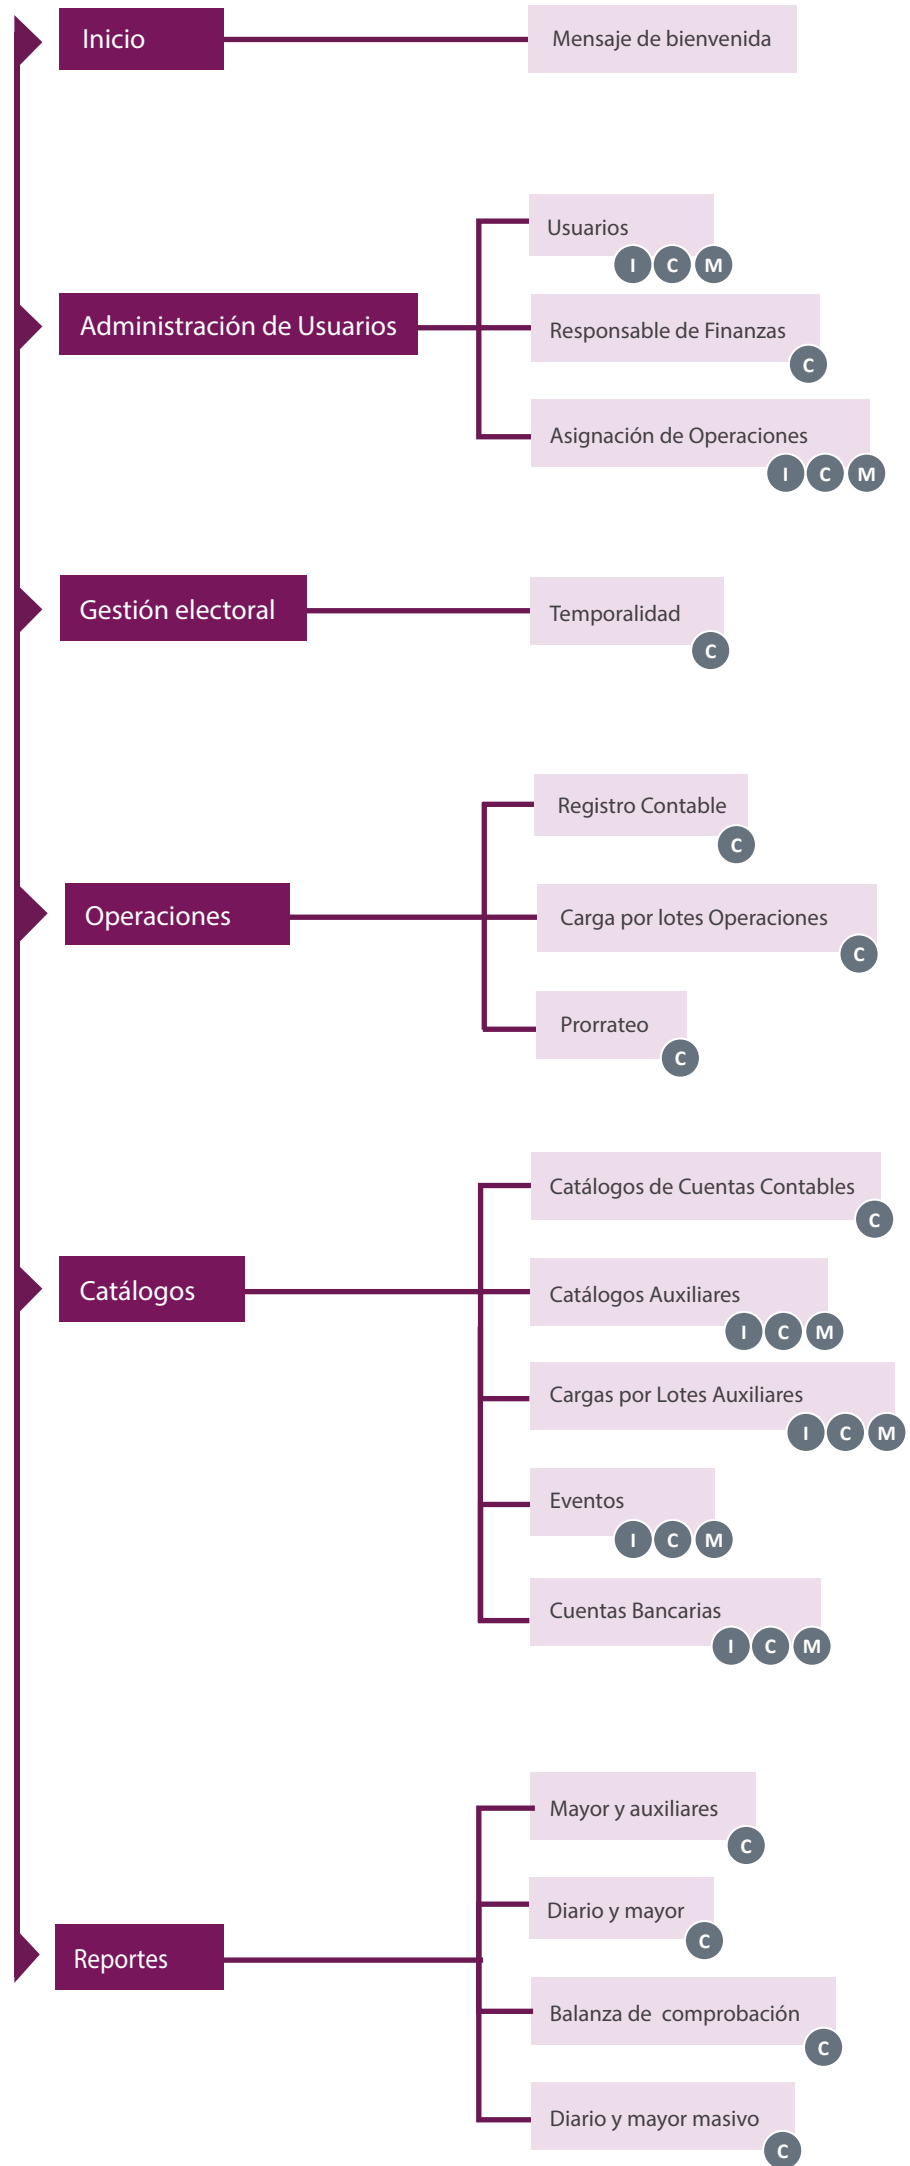 Inicio
Mensaje de bienvenida
Usuarios
I C M
Administración de Usuarios
Responsable de Finanzas
C
Asignación de Operaciones
I C M
Gestión electoral
Temporalidad
C
Registro Contable
C
Operaciones
Carga por lotes Operaciones
C
Prorrateo
C
Catálogos de Cuentas Contables
C
Catálogos
Catálogos Auxiliares
I C M
Cargas por Lotes Auxiliares
I C M
Eventos
I C M
Cuentas Bancarias
I C M
Mayor y auxiliares
C
Diario y mayor
C
Reportes
Balanza de comprobación
C
Diario y mayor masivo
C